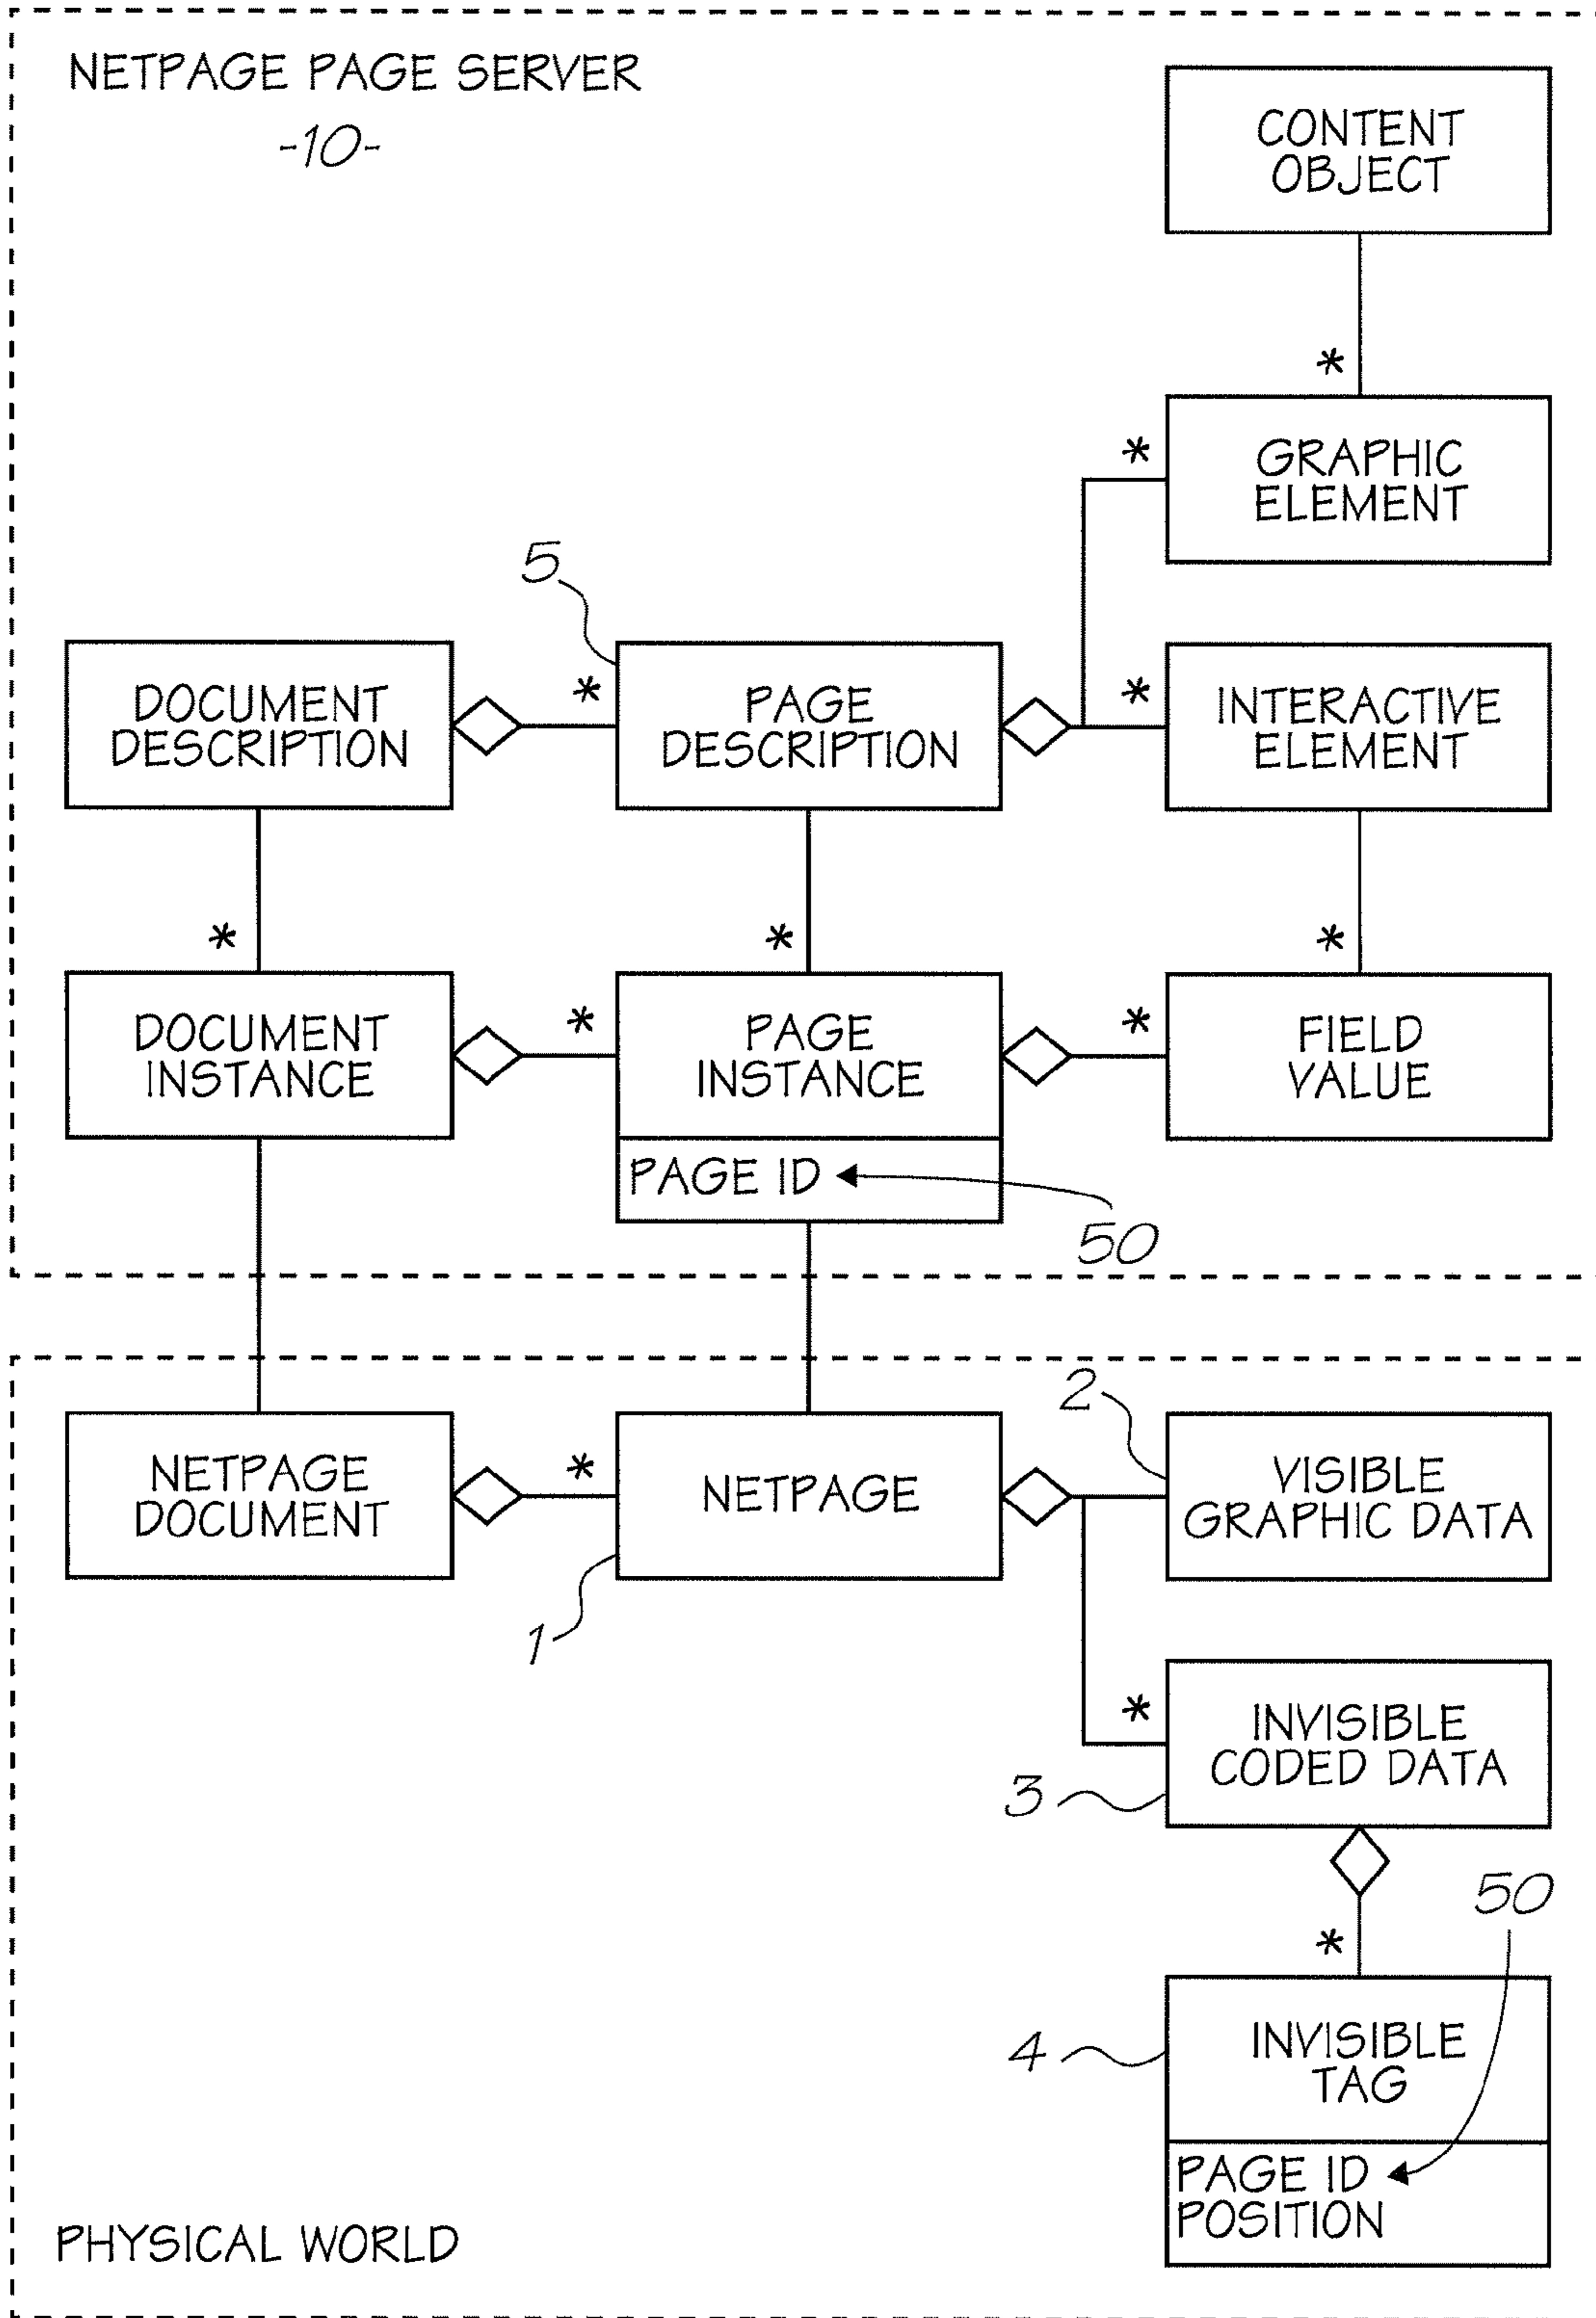 NETPAGE PAGE SERVER
-10-
CONTENT
OBJECT
*
*
GRAPHIC
ELEMENT
5
DOCUMENT
DESCRIPTION
*
PAGE
DESCRIPTION
*
INTERACTIVE
ELEMENT
*
*
*
DOCUMENT
INSTANCE
*
PAGE
INSTANCE
*
FIELD
VALUE
PAGE ID
50
2
NETPAGE
DOCUMENT
*
NETPAGE
VISIBLE
GRAPHIC DATA
1
*
INVISIBLE
CODED DATA
3
50
*
4
INVISIBLE
TAG
PAGE ID
POSITION
PHYSICAL WORLD